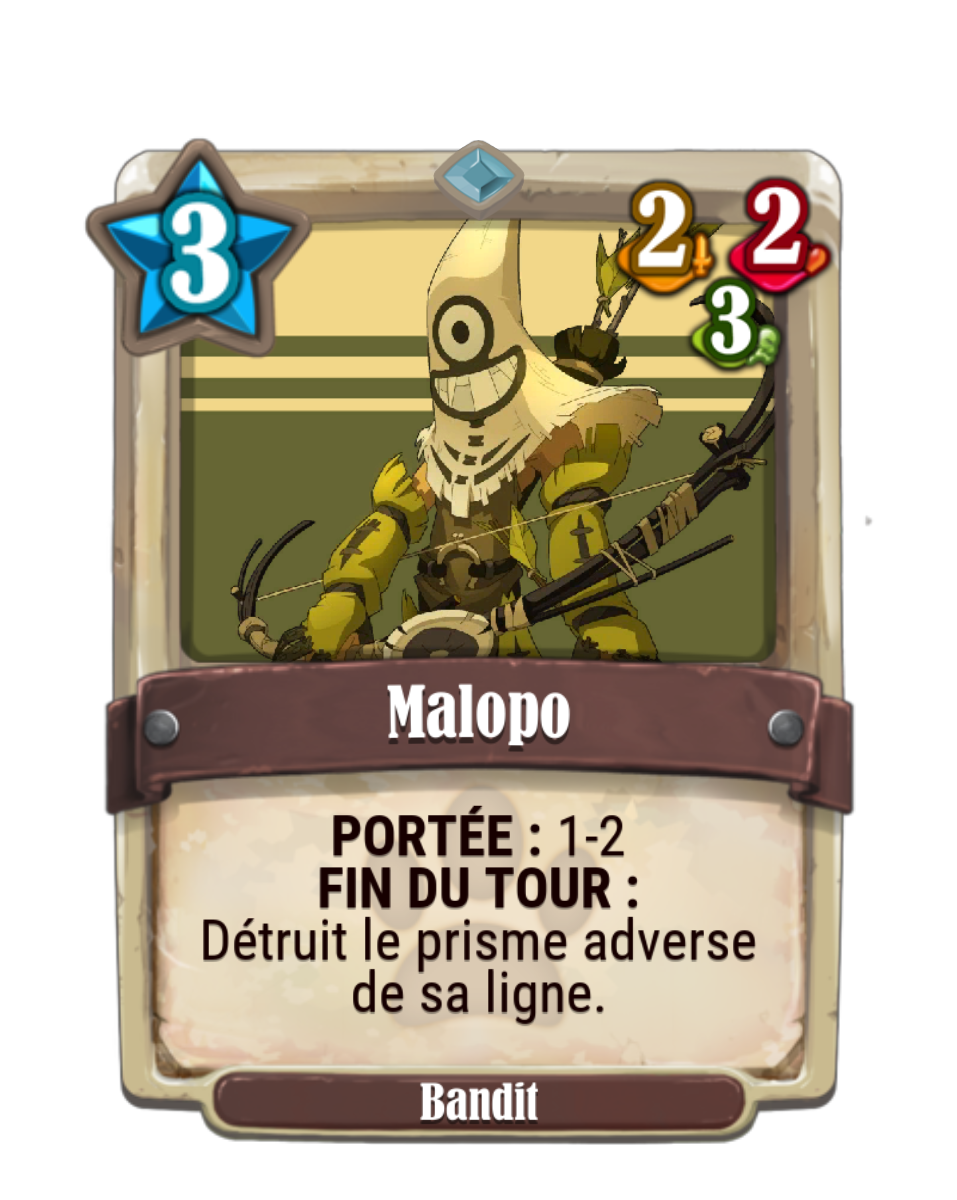 3
2
2
3
Malopo
PORTÉE : 1-2
FIN DU TOUR :
Détruit le prisme adverse
de sa ligne.
Bandit